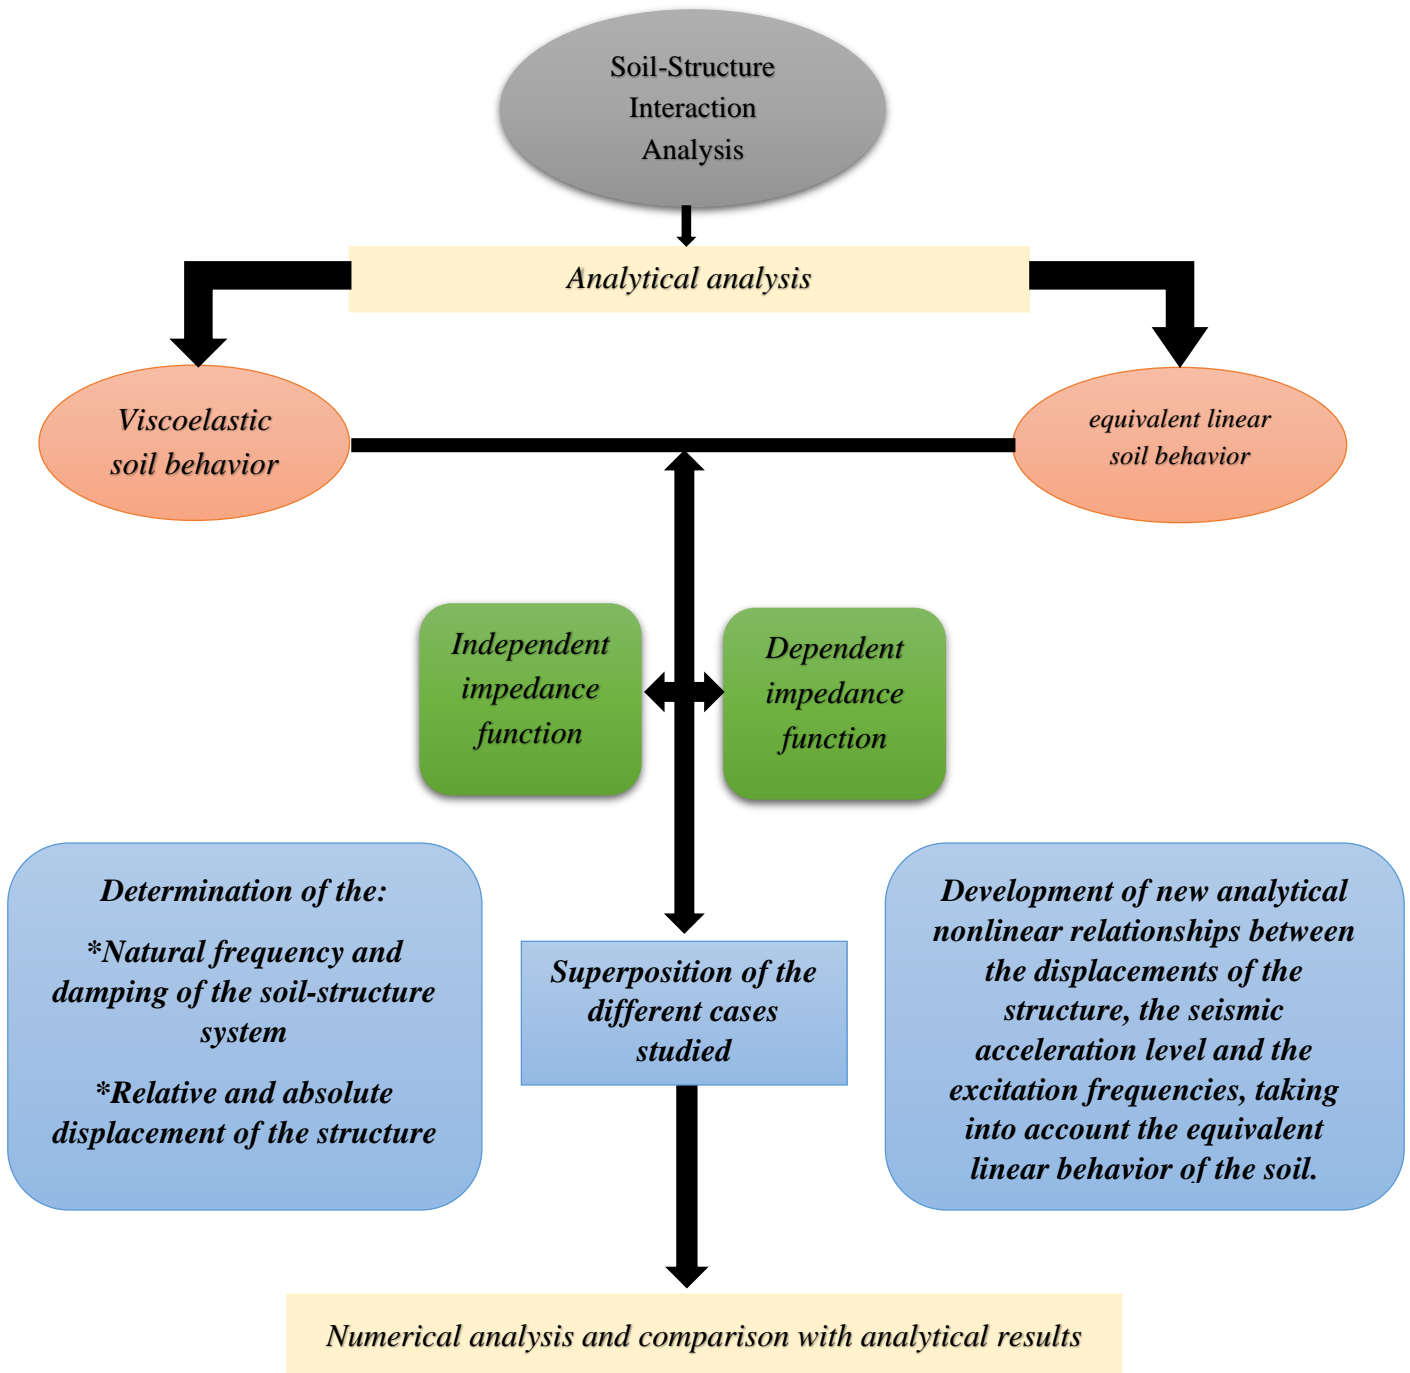 Soil-Structure
Interaction
Analysis
Analytical analysis
Viscoelastic
soil behavior
equivalent linear
soil behavior
Independent
impedance
function
Dependent
impedance
function
Determination of the:
*Natural frequency and
damping of the soil-structure
system
*Relative and absolute
displacement of the structure
Superposition of the
different cases
studied
Development of new analytical
nonlinear relationships between
the displacements of the
structure, the seismic
acceleration level and the
excitation frequencies, taking
into account the equivalent
linear behavior of the soil.
Numerical analysis and comparison with analytical results